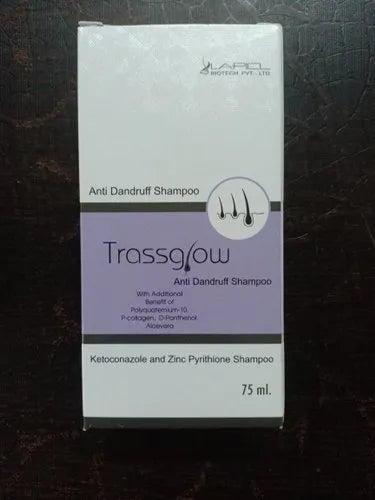 LAPEL
BIOTECH PVT. LTD
Anti Dandruff Shampoo
Trassglow
Anti Dandruff Shampoo
With Additional
Benefit of
Polyquaternium-10,
P-collagen, D-Panthenol
Aloevera
Ketoconazole and Zinc Pyrithione Shampoo
75 ml.